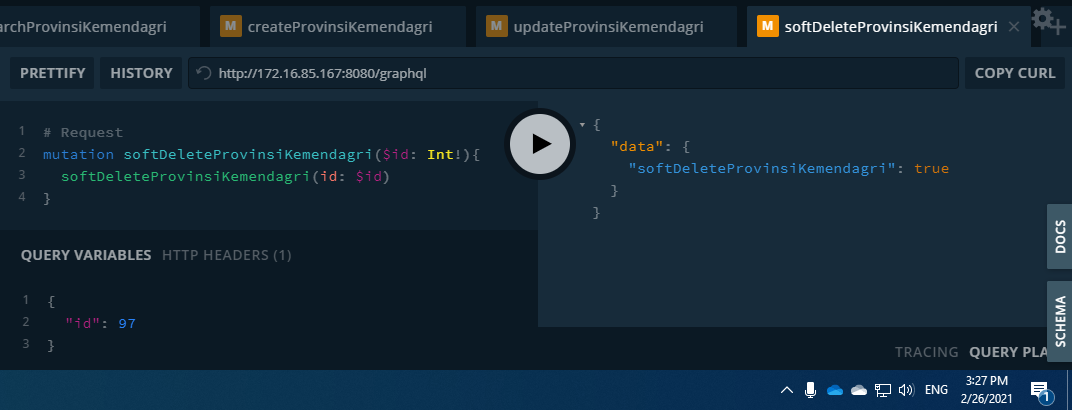 archProvinsiKemendagri
M createProvinsiKemendagri
M updateProvinsiKemendagri
M softDeleteProvinsiKemendagri
PRETTIFY
HISTORY
http://172.16.85.167:8080/graphql
COPY CURL
1 # Request
2 mutation softDeleteProvinsiKemendagri($id: Int!){
3 softDeleteProvinsiKemendagri(id: $id)
4 }
{
"data": {
"softDeleteProvinsiKemendagri": true
}
}
DOCS
SCHEMA
QUERY VARIABLES HTTP HEADERS (1)
1 {
2 "id": 97
3 }
TRACING QUERY PLA
ENG
3:27 PM
2/26/2021
1